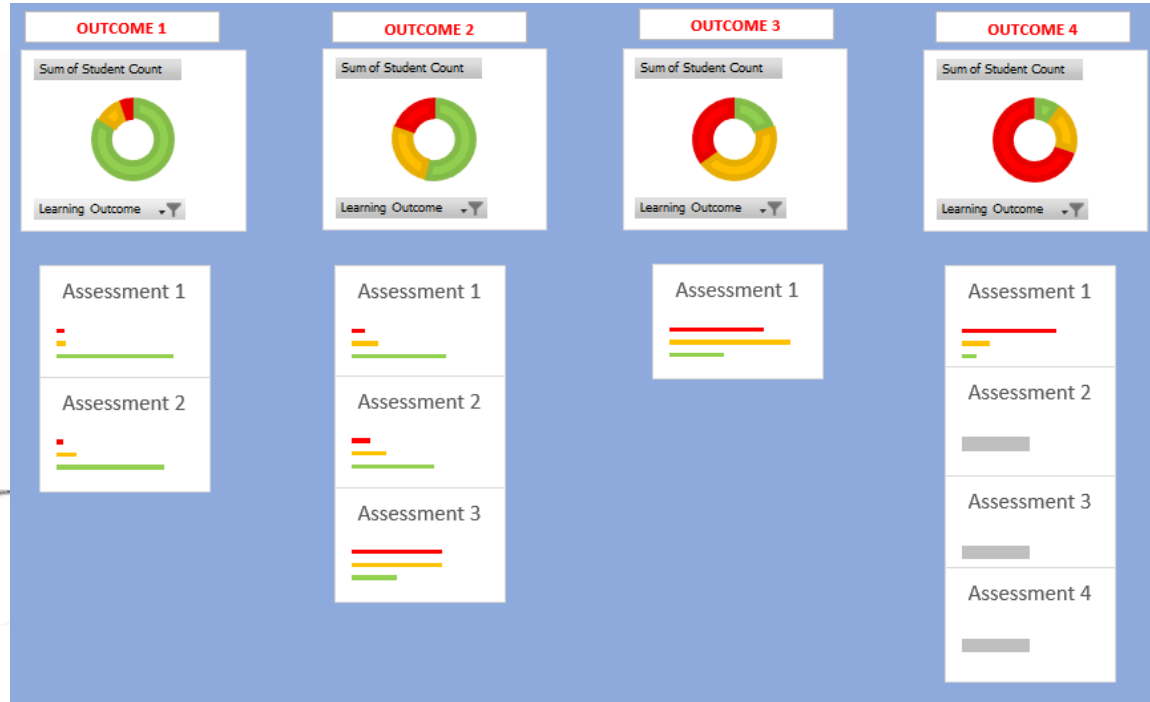 OUTCOME 1
Sum of Student Count
Learning Outcome
Assessment 1
Assessment 2
OUTCOME 2
Sum of Student Count
Learning Outcome
Assessment 1
Assessment 2
Assessment 3
OUTCOME 3
Sum of Student Count
Learning Outcome
Assessment 1
OUTCOME 4
Sum of Student Count
Learning Outcome
Assessment 1
Assessment 2
Assessment 3
Assessment 4